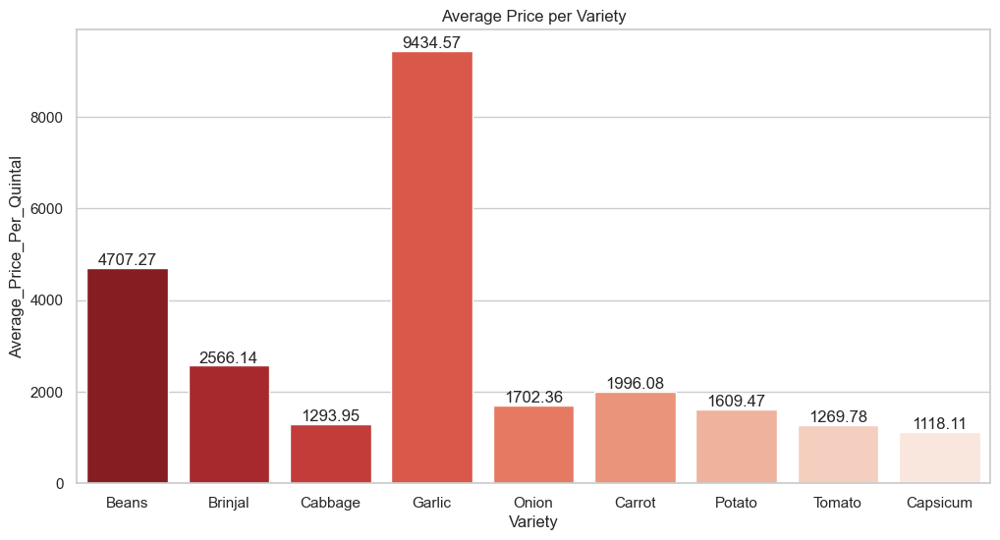 Average Price per Variety
Average_Price_Per_Quintal
8000
6000
4000
2000
0
4707.27
2566.14
1293.95
9434.57
1702.36
1996.08
1609.47
1269.78
1118.11
Beans
Brinjal
Cabbage
Garlic
Onion
Carrot
Potato
Tomato
Capsicum
Variety